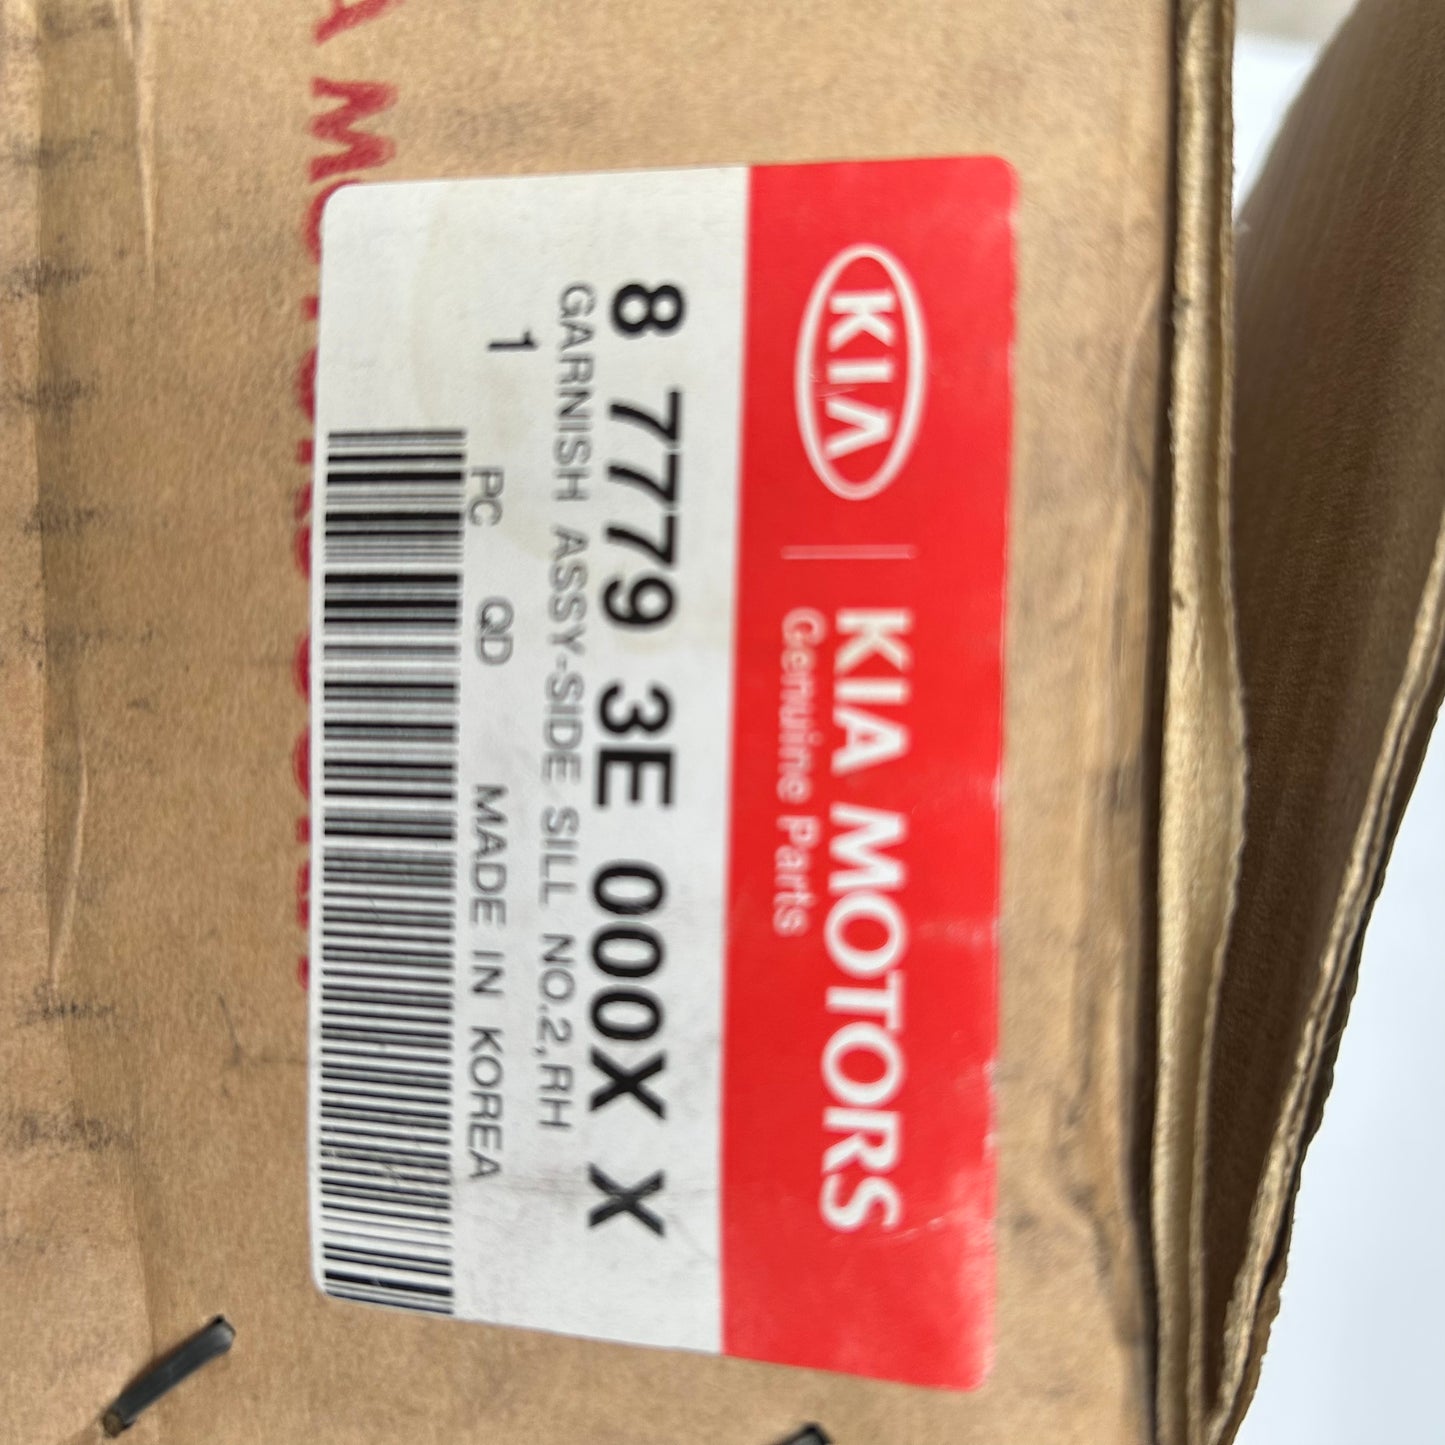 KIA
KIA MOTORS
Genuine Parts
8 7779 3E 000X X
GARNISH ASSY-SIDE SILL NO.2,RH
1
PC QD MADE IN KOREA